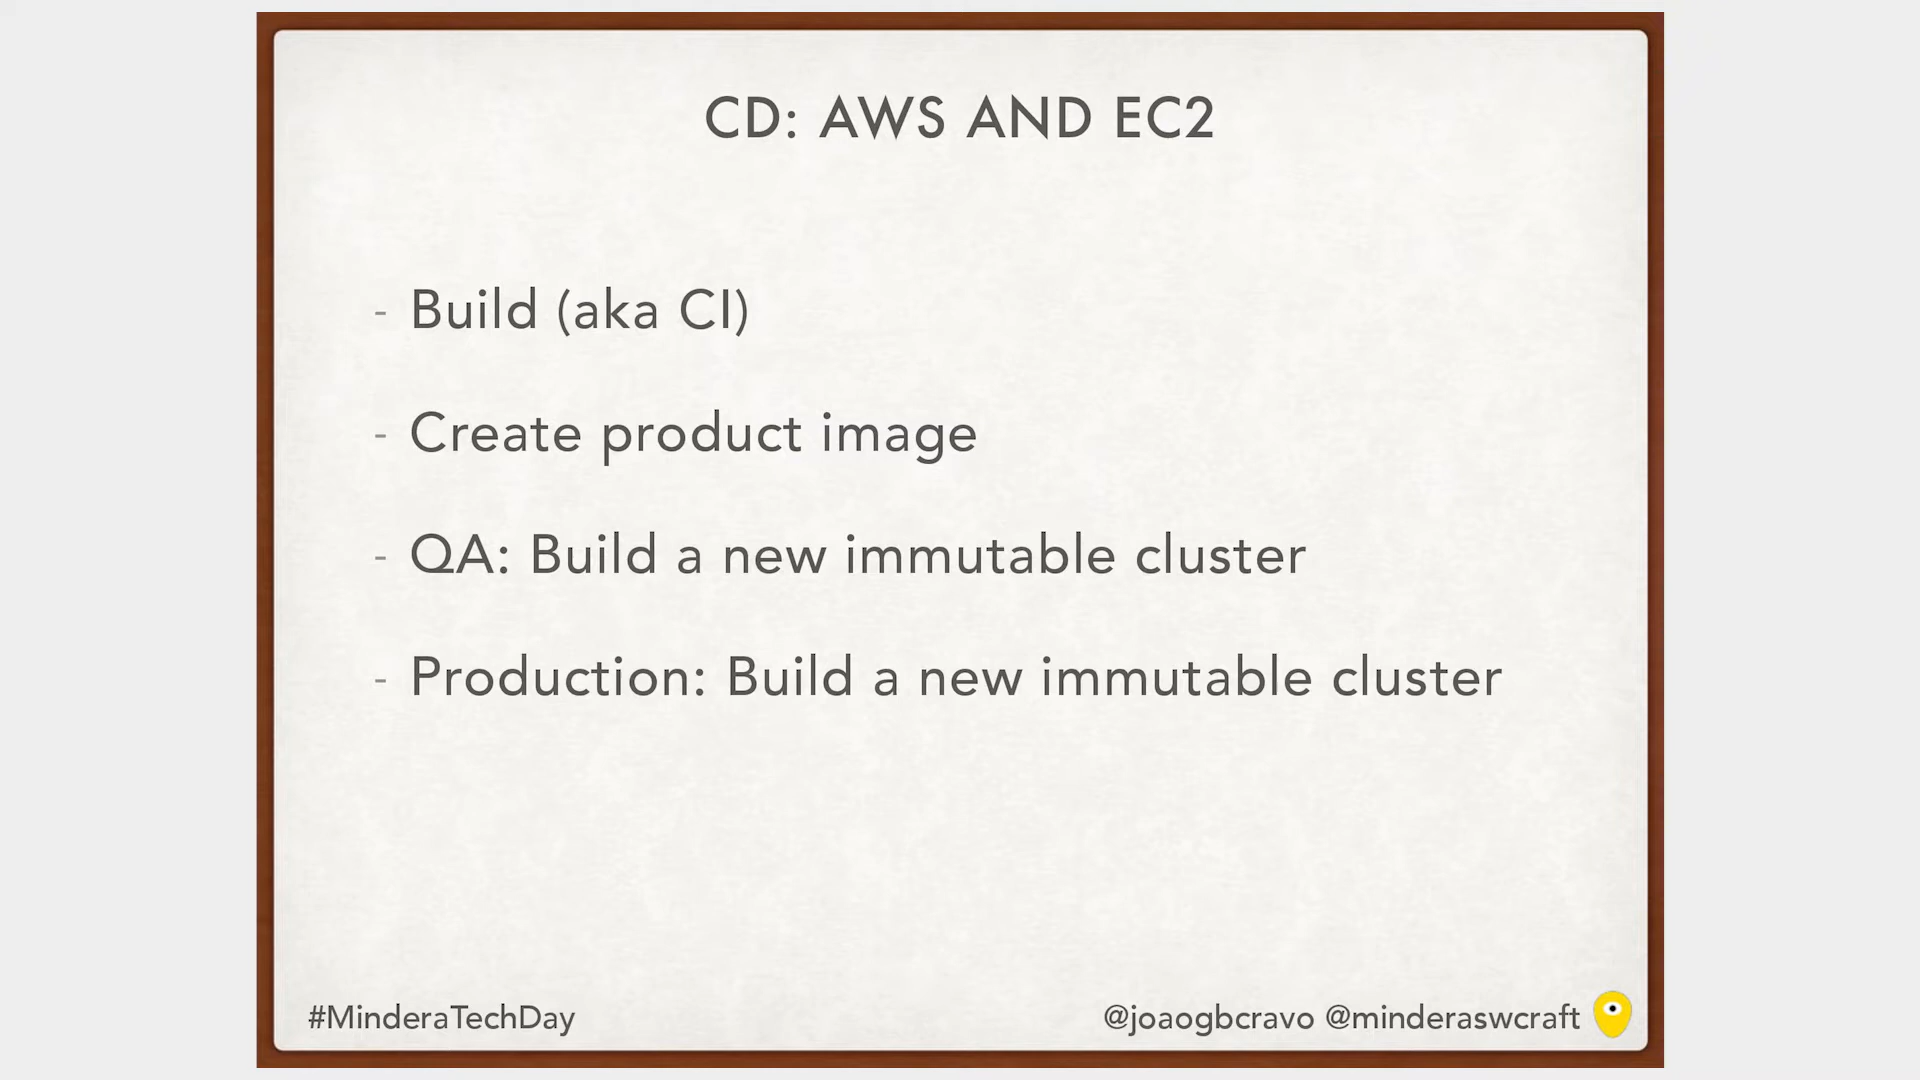 CD: AWS AND EC2
- Build (aka CI)
- Create product image
- QA: Build a new immutable cluster
- Production: Build a new immutable cluster
#MinderaTechDay
@joaogbcravo @minderaswcraft